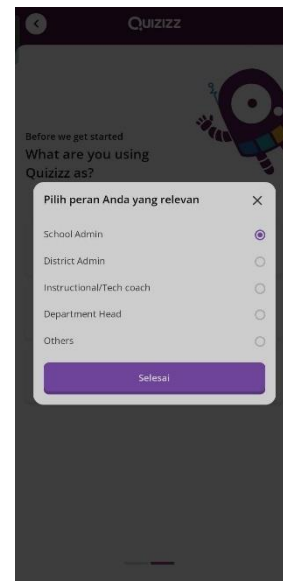 QUIZIZZ
Before we get started
What are you using
Quizizz as?
Pilih peran Anda yang relevan
School Admin
District Admin
Instructional/Tech coach
Department Head
Others
Selesai